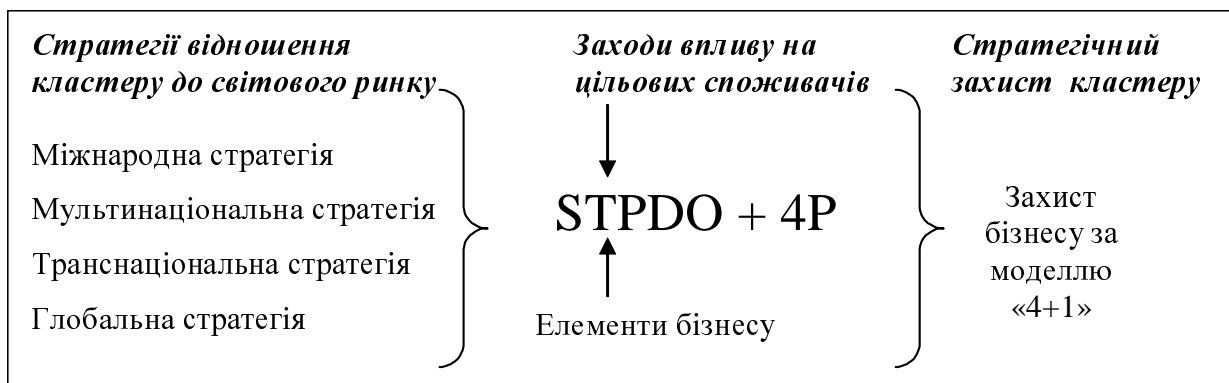 Стратегії відношення
кластеру до світового ринку
Міжнародна стратегія
Мультинаціональна стратегія
Транснаціональна стратегія
Глобальна стратегія
Заходи впливу на
цільових споживачів
STPDO + 4P
Елементи бізнесу
Стратегічний
захист кластеру
Захист
бізнесу за
моделлю
«4+1»